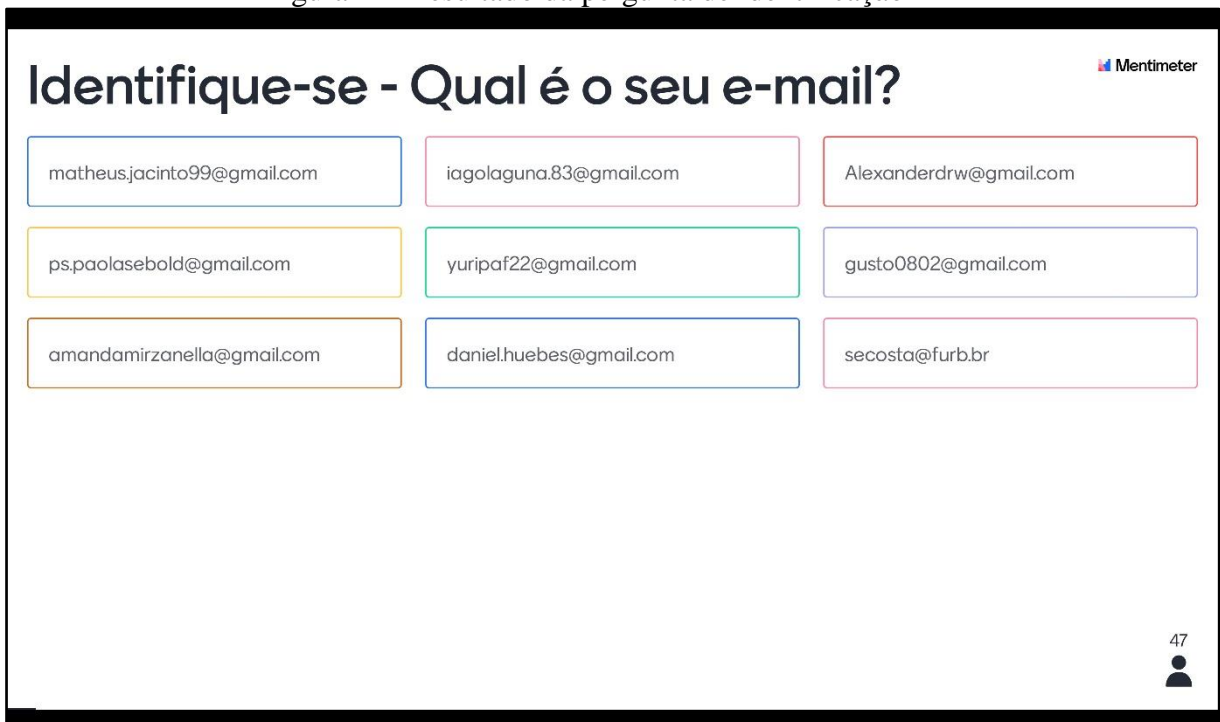 Identifique-se - Qual é o seu e-mail?
Mentimeter
matheus.jacinto99@gmail.com
iagolaguna.83@gmail.com
Alexanderdrw@gmail.com
ps.paolasebold@gmail.com
yuripaf22@gmail.com
gusto0802@gmail.com
amandamirzanella@gmail.com
daniel.huebes@gmail.com
secosta@furb.br
47